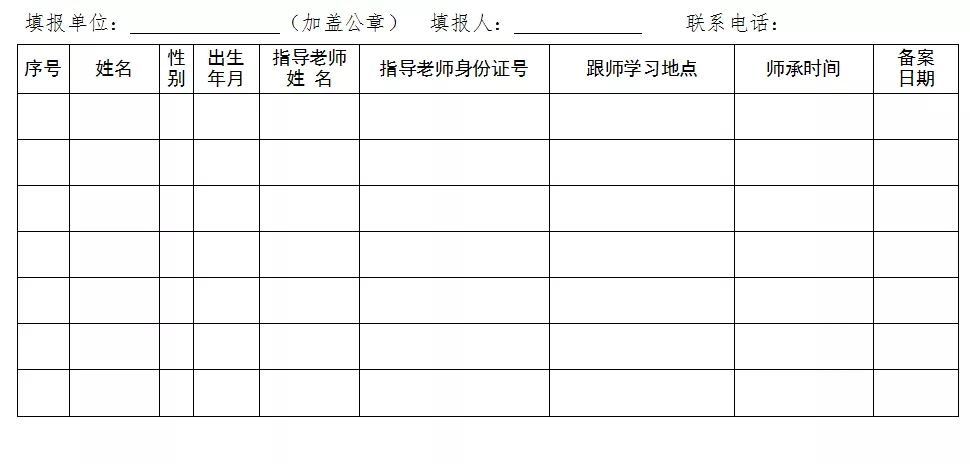 填报单位：（加盖公章） 填报人： 联系电话：
序号 姓名 性别 出生年月 指导老师姓 名 指导老师身份证号 跟师学习地点 师承时间 备案日期